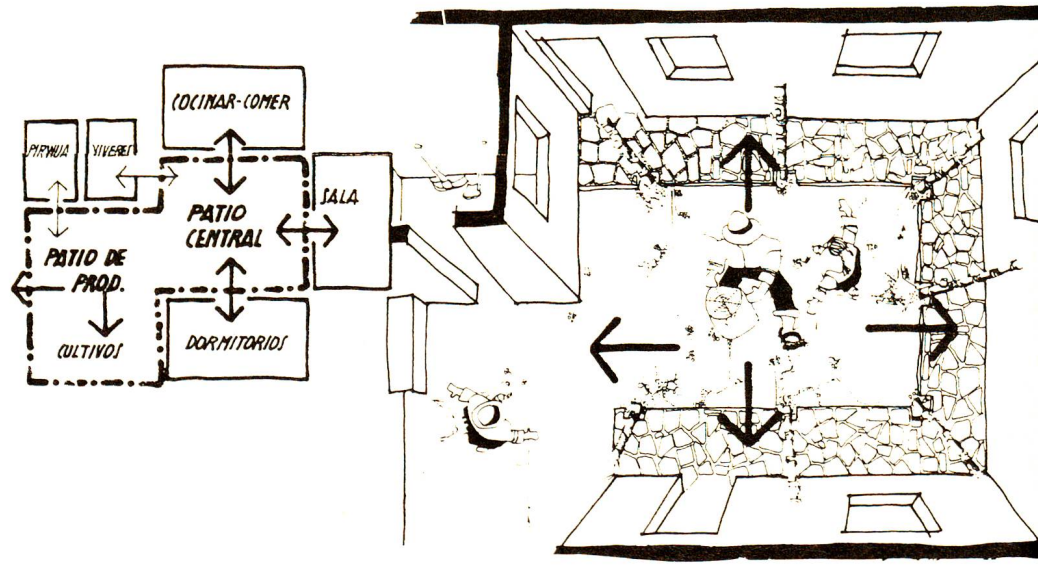 COCINAR-COMER
PIRWUA
VIVERES
SALA
PATIO
CENTRAL
PATIO DE
PROD.
CULTIVOS
DORMITORIOS